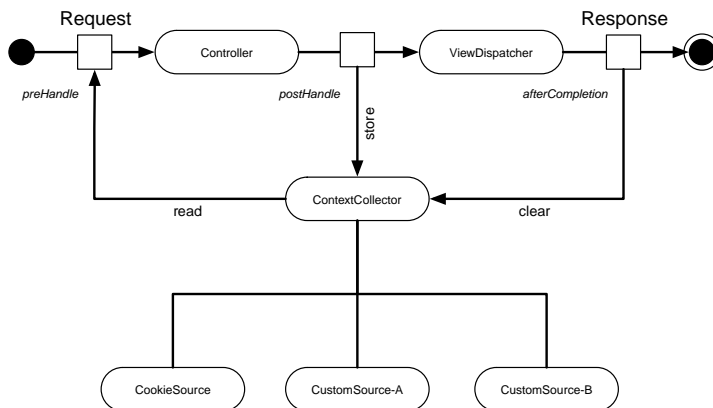 Request
Response
Controller
ViewDispatcher
preHandle
postHandle
afterCompletion
store
ContextCollector
read
clear
CookieSource
CustomSource-A
CustomSource-B